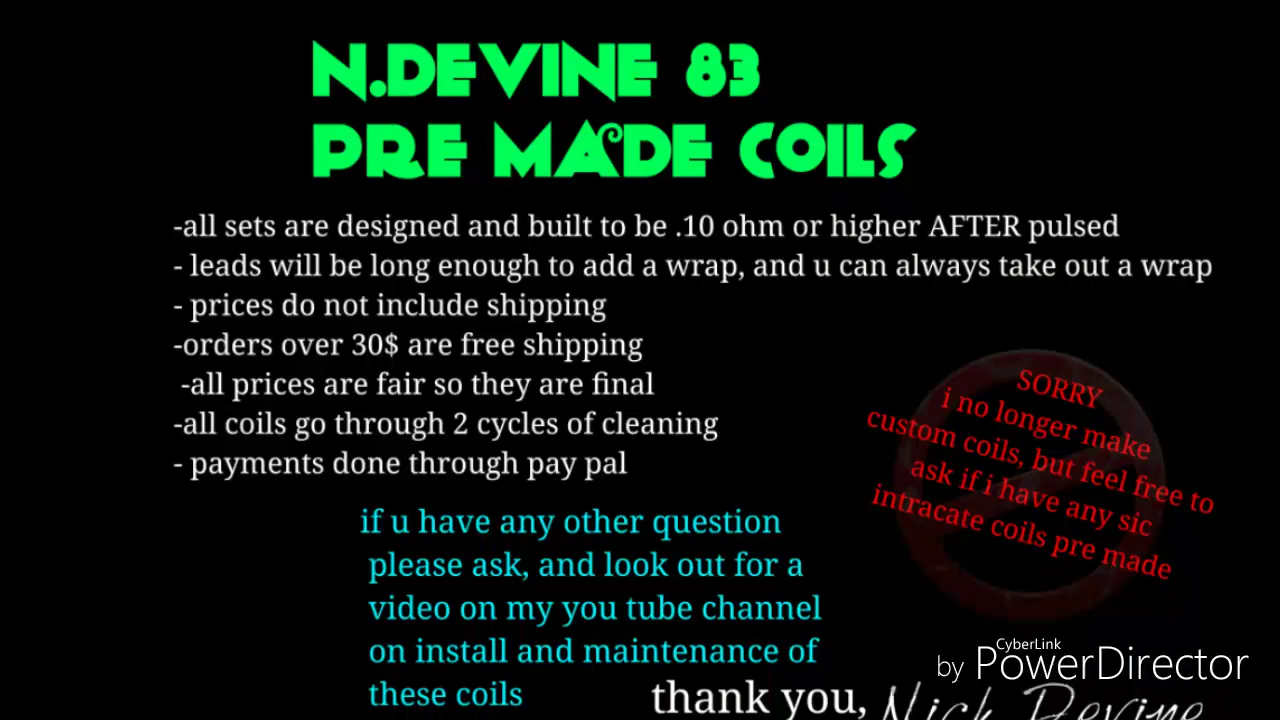 N.DEVINE 83
PRE MADE COILS
-all sets are designed and built to be .10 ohm or higher AFTER pulsed
- leads will be long enough to add a wrap, and u can always take out a wrap
- prices do not include shipping
-orders over 30$ are free shipping
-all prices are fair so they are final
-all coils go through 2 cycles of cleaning
- payments done through pay pal
SORRY
i no longer make
custom coils, but feel free to
ask if i have any sic
intracate coils pre made
if u have any other question
please ask, and look out for a
video on my you tube channel
on install and maintenance of
these coils
thank you, Nick Devine
CyberLink
by PowerDirector